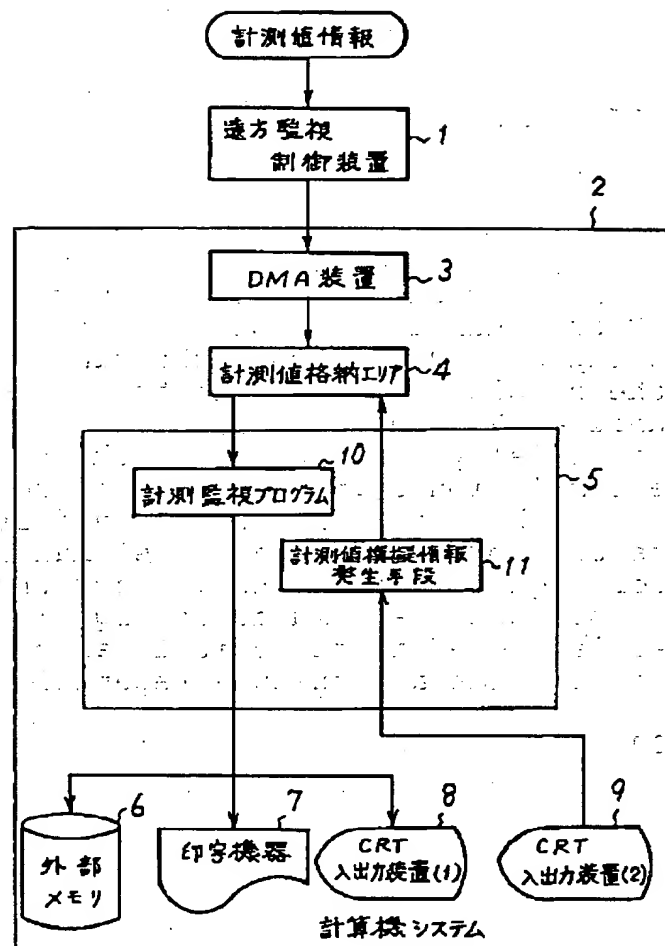 計測値情報
遠方監視
制御装置
1
2
DMA装置
3
計測値格納エリア
4
10
計測監視プログラム
5
計測値模擬情報
発生手段
11
6
外部
メモリ
7
印字機器
8
CRT
入出力装置(1)
9
CRT
入出力装置(2)
計算機システム